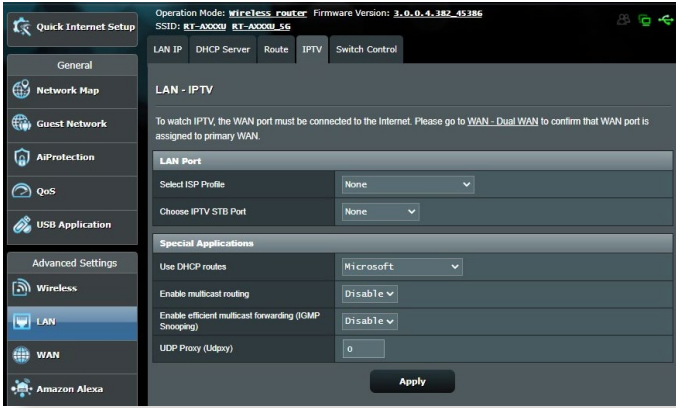 Quick Internet Setup
General
Network Map
Guest Network
AiProtection
QoS
USB Application
Advanced Settings
Wireless
LAN
WAN
Amazon Alexa
Operation Mode: Wireless router Firmware Version: 3.0.0.4.382_45386
SSID: RT-AXXXU RT-AXXXU_5G
LAN IP DHCP Server Route IPTV Switch Control
LAN - IPTV
To watch IPTV, the WAN port must be connected to the Internet. Please go to WAN - Dual WAN to confirm that WAN port is
assigned to primary WAN.
LAN Port
Select ISP Profile None
Choose IPTV STB Port None
Special Applications
Use DHCP routes Microsoft
Enable multicast routing Disable
Enable efficient multicast forwarding (IGMP
Snooping) Disable
UDP Proxy (Udpxy) 0
Apply